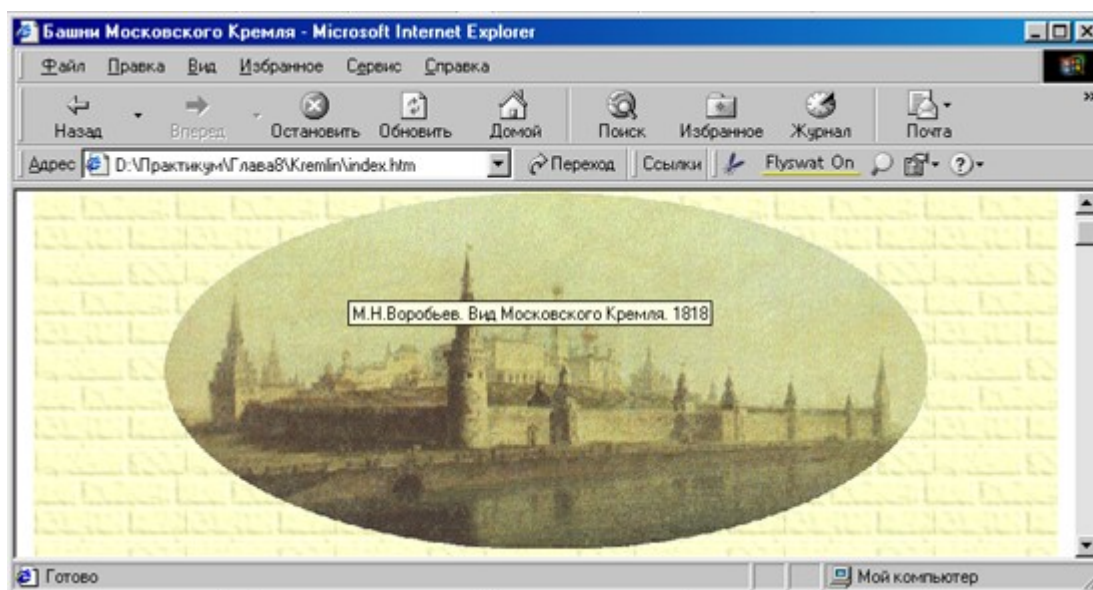 Башни Московского Кремля - Microsoft Internet Explorer
Файл Правка Вид Избранное Сервис Справка
Назад Вперед Остановить Обновить Домой Поиск Избранное Журнал Почта »
Адрес D:\Практикум\Глава8\Kremlin\index.htm Переход Ссылки Flyswat On
М.Н.Воробьев. Вид Московского Кремля. 1818
Готово Мой компьютер